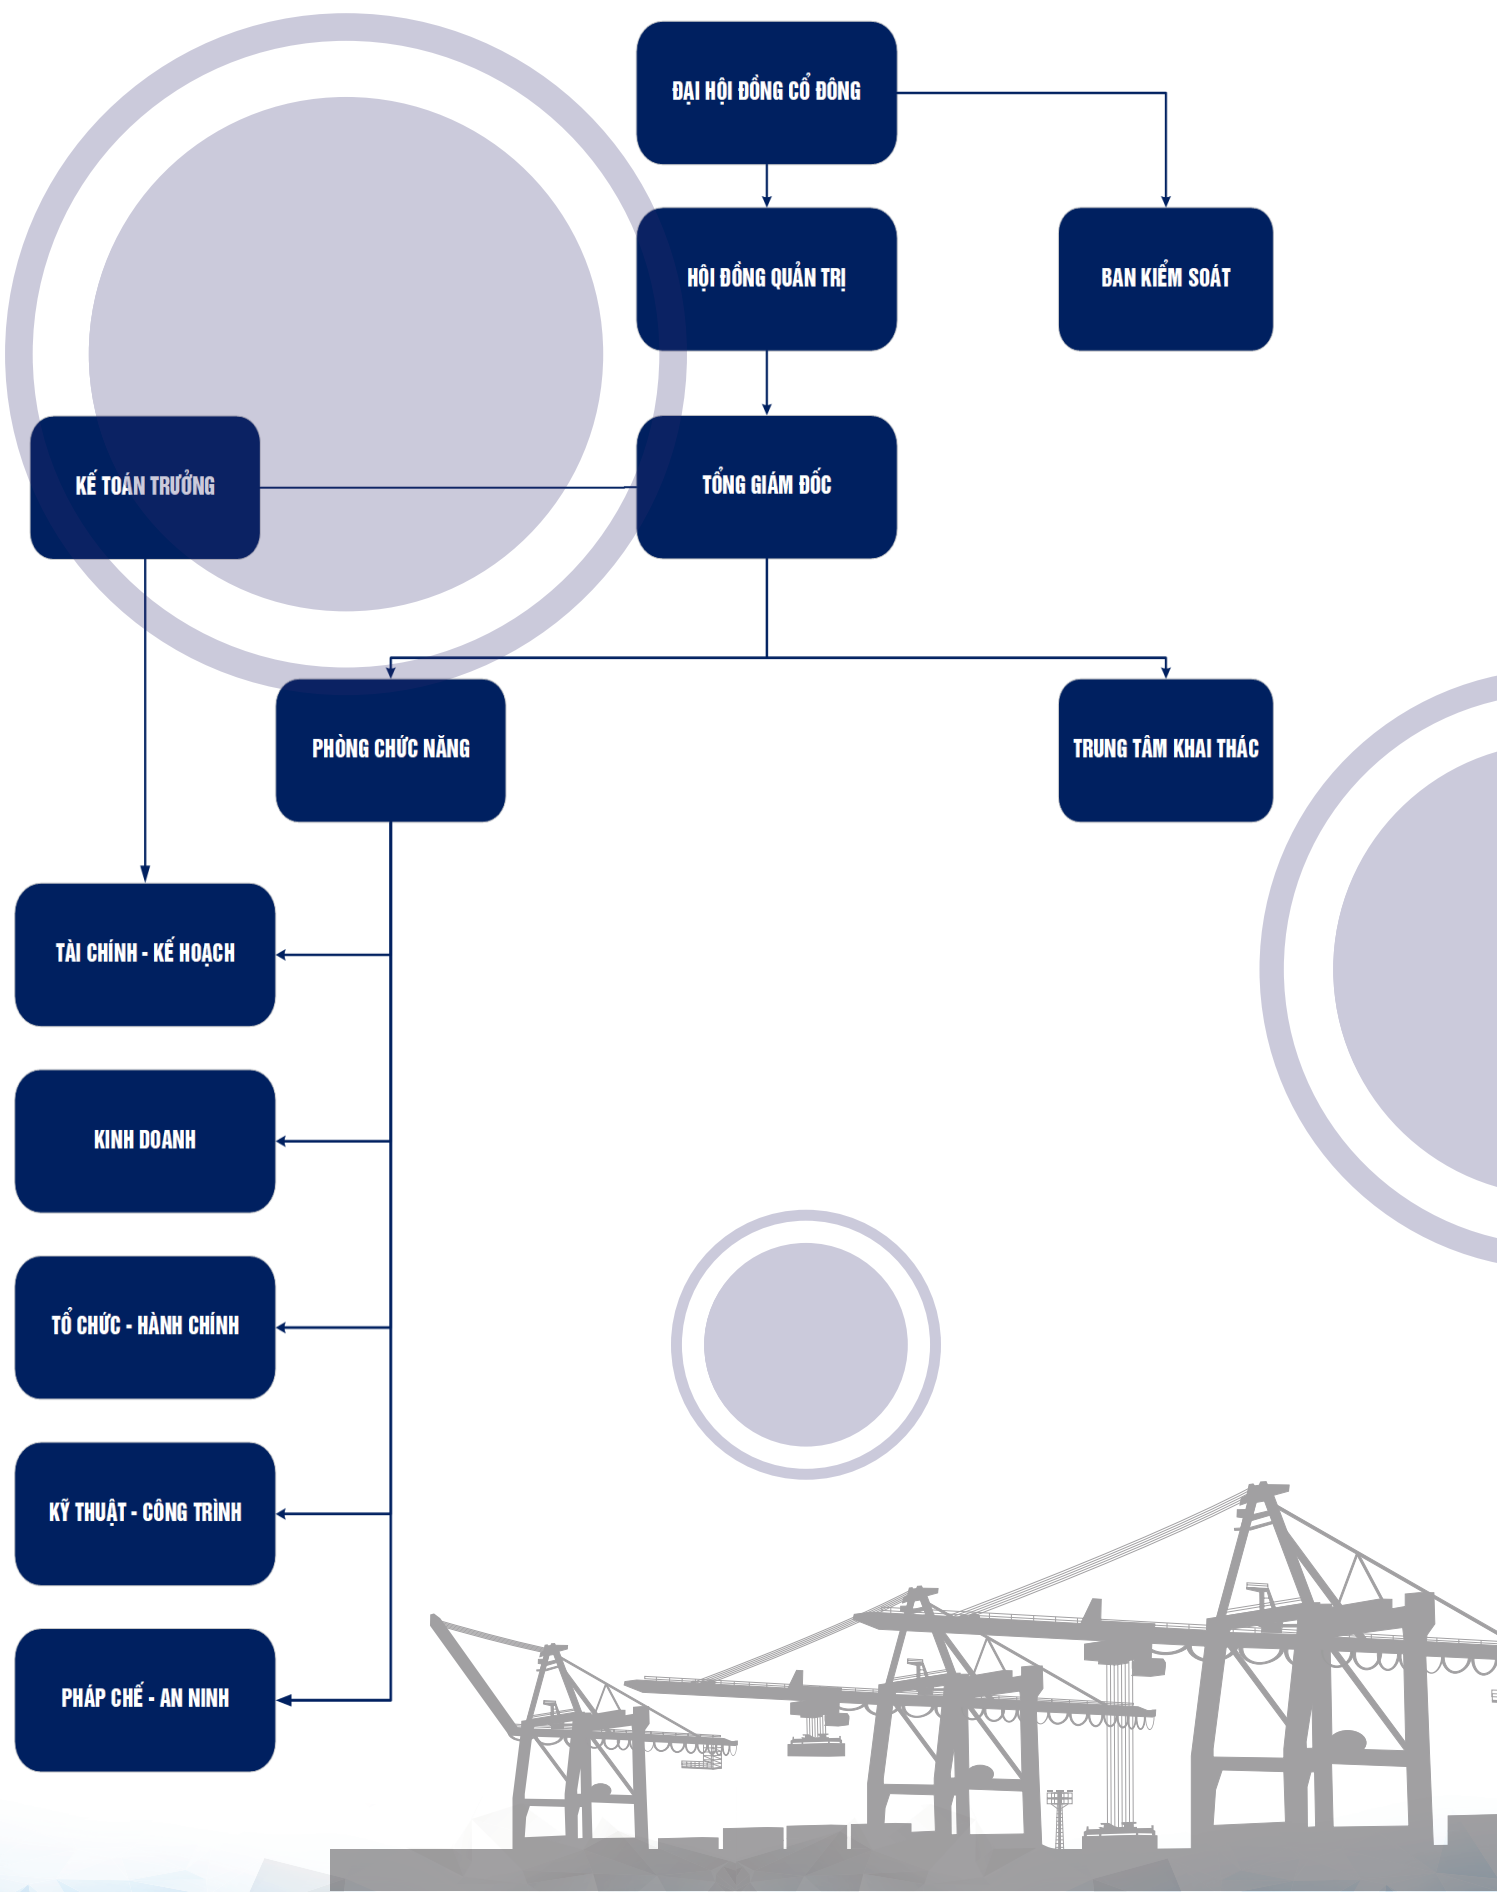 ĐẠI HỘI ĐỒNG CỔ ĐÔNG
HỘI ĐỒNG QUẢN TRỊ
BAN KIỂM SOÁT
KẾ TOÁN TRƯỞNG
TỔNG GIÁM ĐỐC
PHÒNG CHỨC NĂNG
TRUNG TÂM KHAI THÁC
TÀI CHÍNH - KẾ HOẠCH
KINH DOANH
TỔ CHỨC - HÀNH CHÍNH
KỸ THUẬT - CÔNG TRÌNH
PHÁP CHẾ - AN NINH